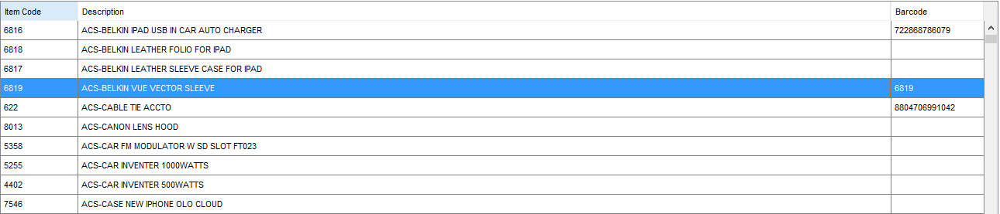 Item Code Description Barcode
6816 ACS-BELKIN IPAD USB IN CAR AUTO CHARGER 722868786079
6818 ACS-BELKIN LEATHER FOLIO FOR IPAD
6817 ACS-BELKIN LEATHER SLEEVE CASE FOR IPAD
6819 ACS-BELKIN VUE VECTOR SLEEVE 6819
622 ACS-CABLE TIE ACCTO 8804706991042
8013 ACS-CANON LENS HOOD
5358 ACS-CAR FM MODULATOR W SD SLOT FT023
5255 ACS-CAR INVENTER 1000WATTS
4402 ACS-CAR INVENTER 500WATTS
7546 ACS-CASE NEW IPHONE OLO CLOUD